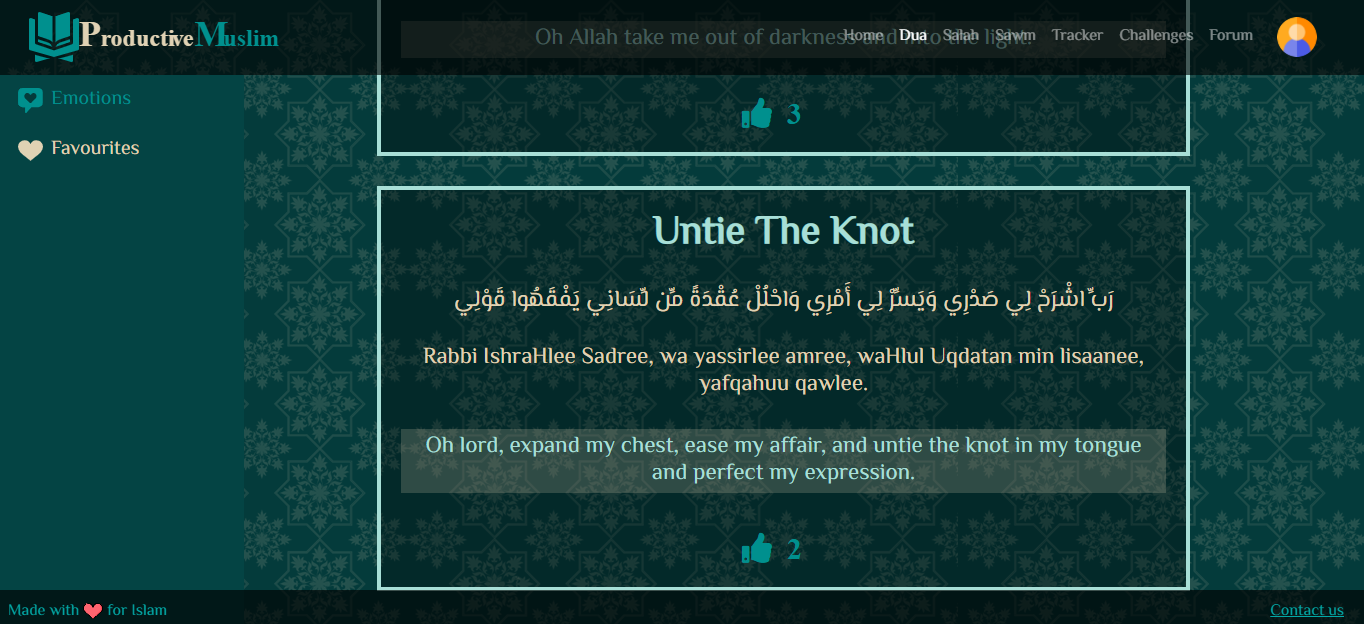 ProductiveMuslim
Oh Allah take me out of darkness and into the light.
Home Dua Salah Sawm Tracker Challenges Forum
Emotions
Favourites
3
Untie The Knot
رَبِّ اشْرَحْ لِي صَدْرِي وَيَسِّرْ لِي أَمْرِي وَاحْلُلْ عُقْدَةً مِّن لِّسَانِي يَفْقَهُوا قَوْلِي
Rabbi IshraHlee Sadree, wa yassirlee amree, waHlul Uqdatan min lisaanee,
yafqahuu qawlee.
Oh lord, expand my chest, ease my affair, and untie the knot in my tongue
and perfect my expression.
2
Made with ❤ for Islam
Contact us